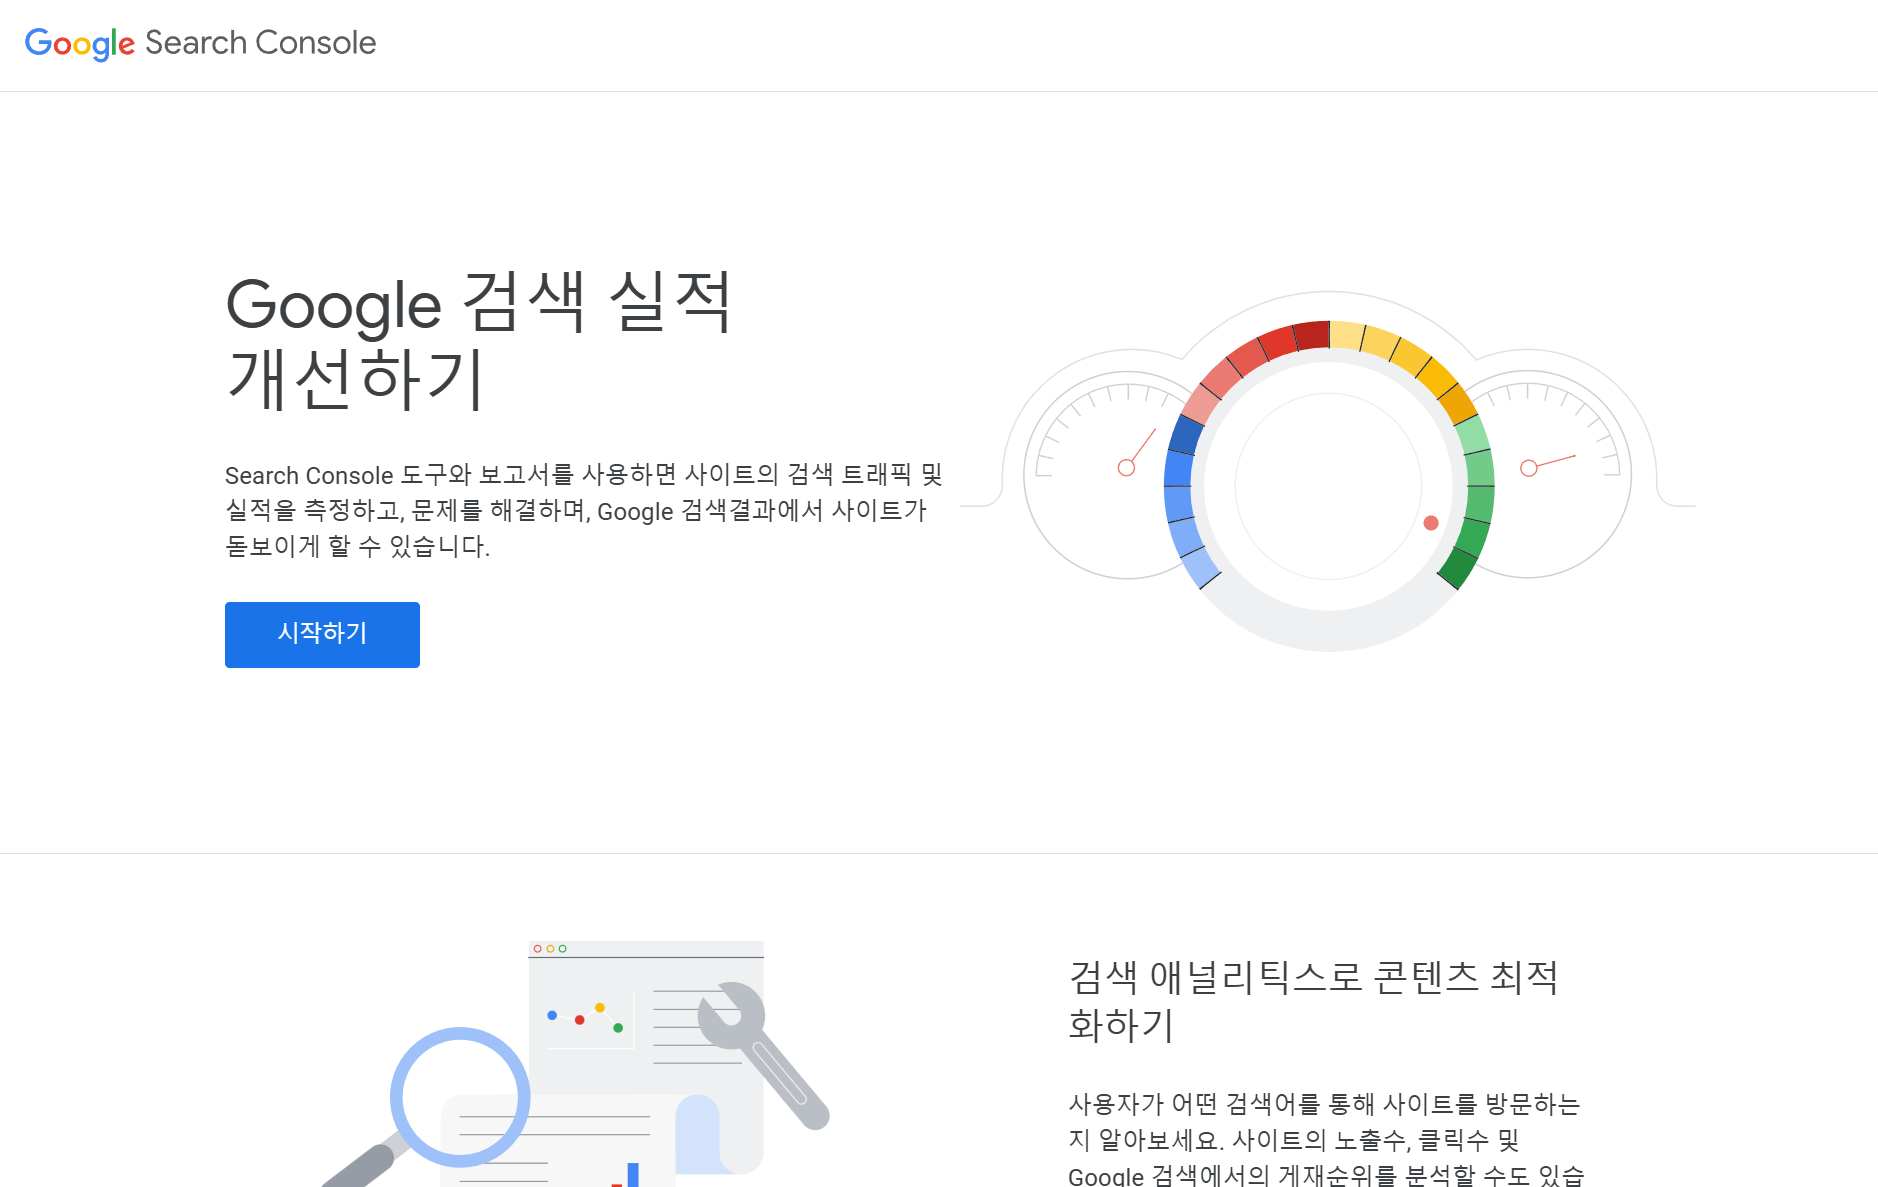 Google Search Console
Google 검색 실적
개선하기
Search Console 도구와 보고서를 사용하면 사이트의 검색 트래픽 및
실적을 측정하고, 문제를 해결하며, Google 검색결과에서 사이트가
돋보이게 할 수 있습니다.
시작하기
검색 애널리틱스로 콘텐츠 최적
화하기
사용자가 어떤 검색어를 통해 사이트를 방문하는
지 알아보세요. 사이트의 노출수, 클릭수 및
Google 검색에서의 게재순위를 분석할 수도 있습